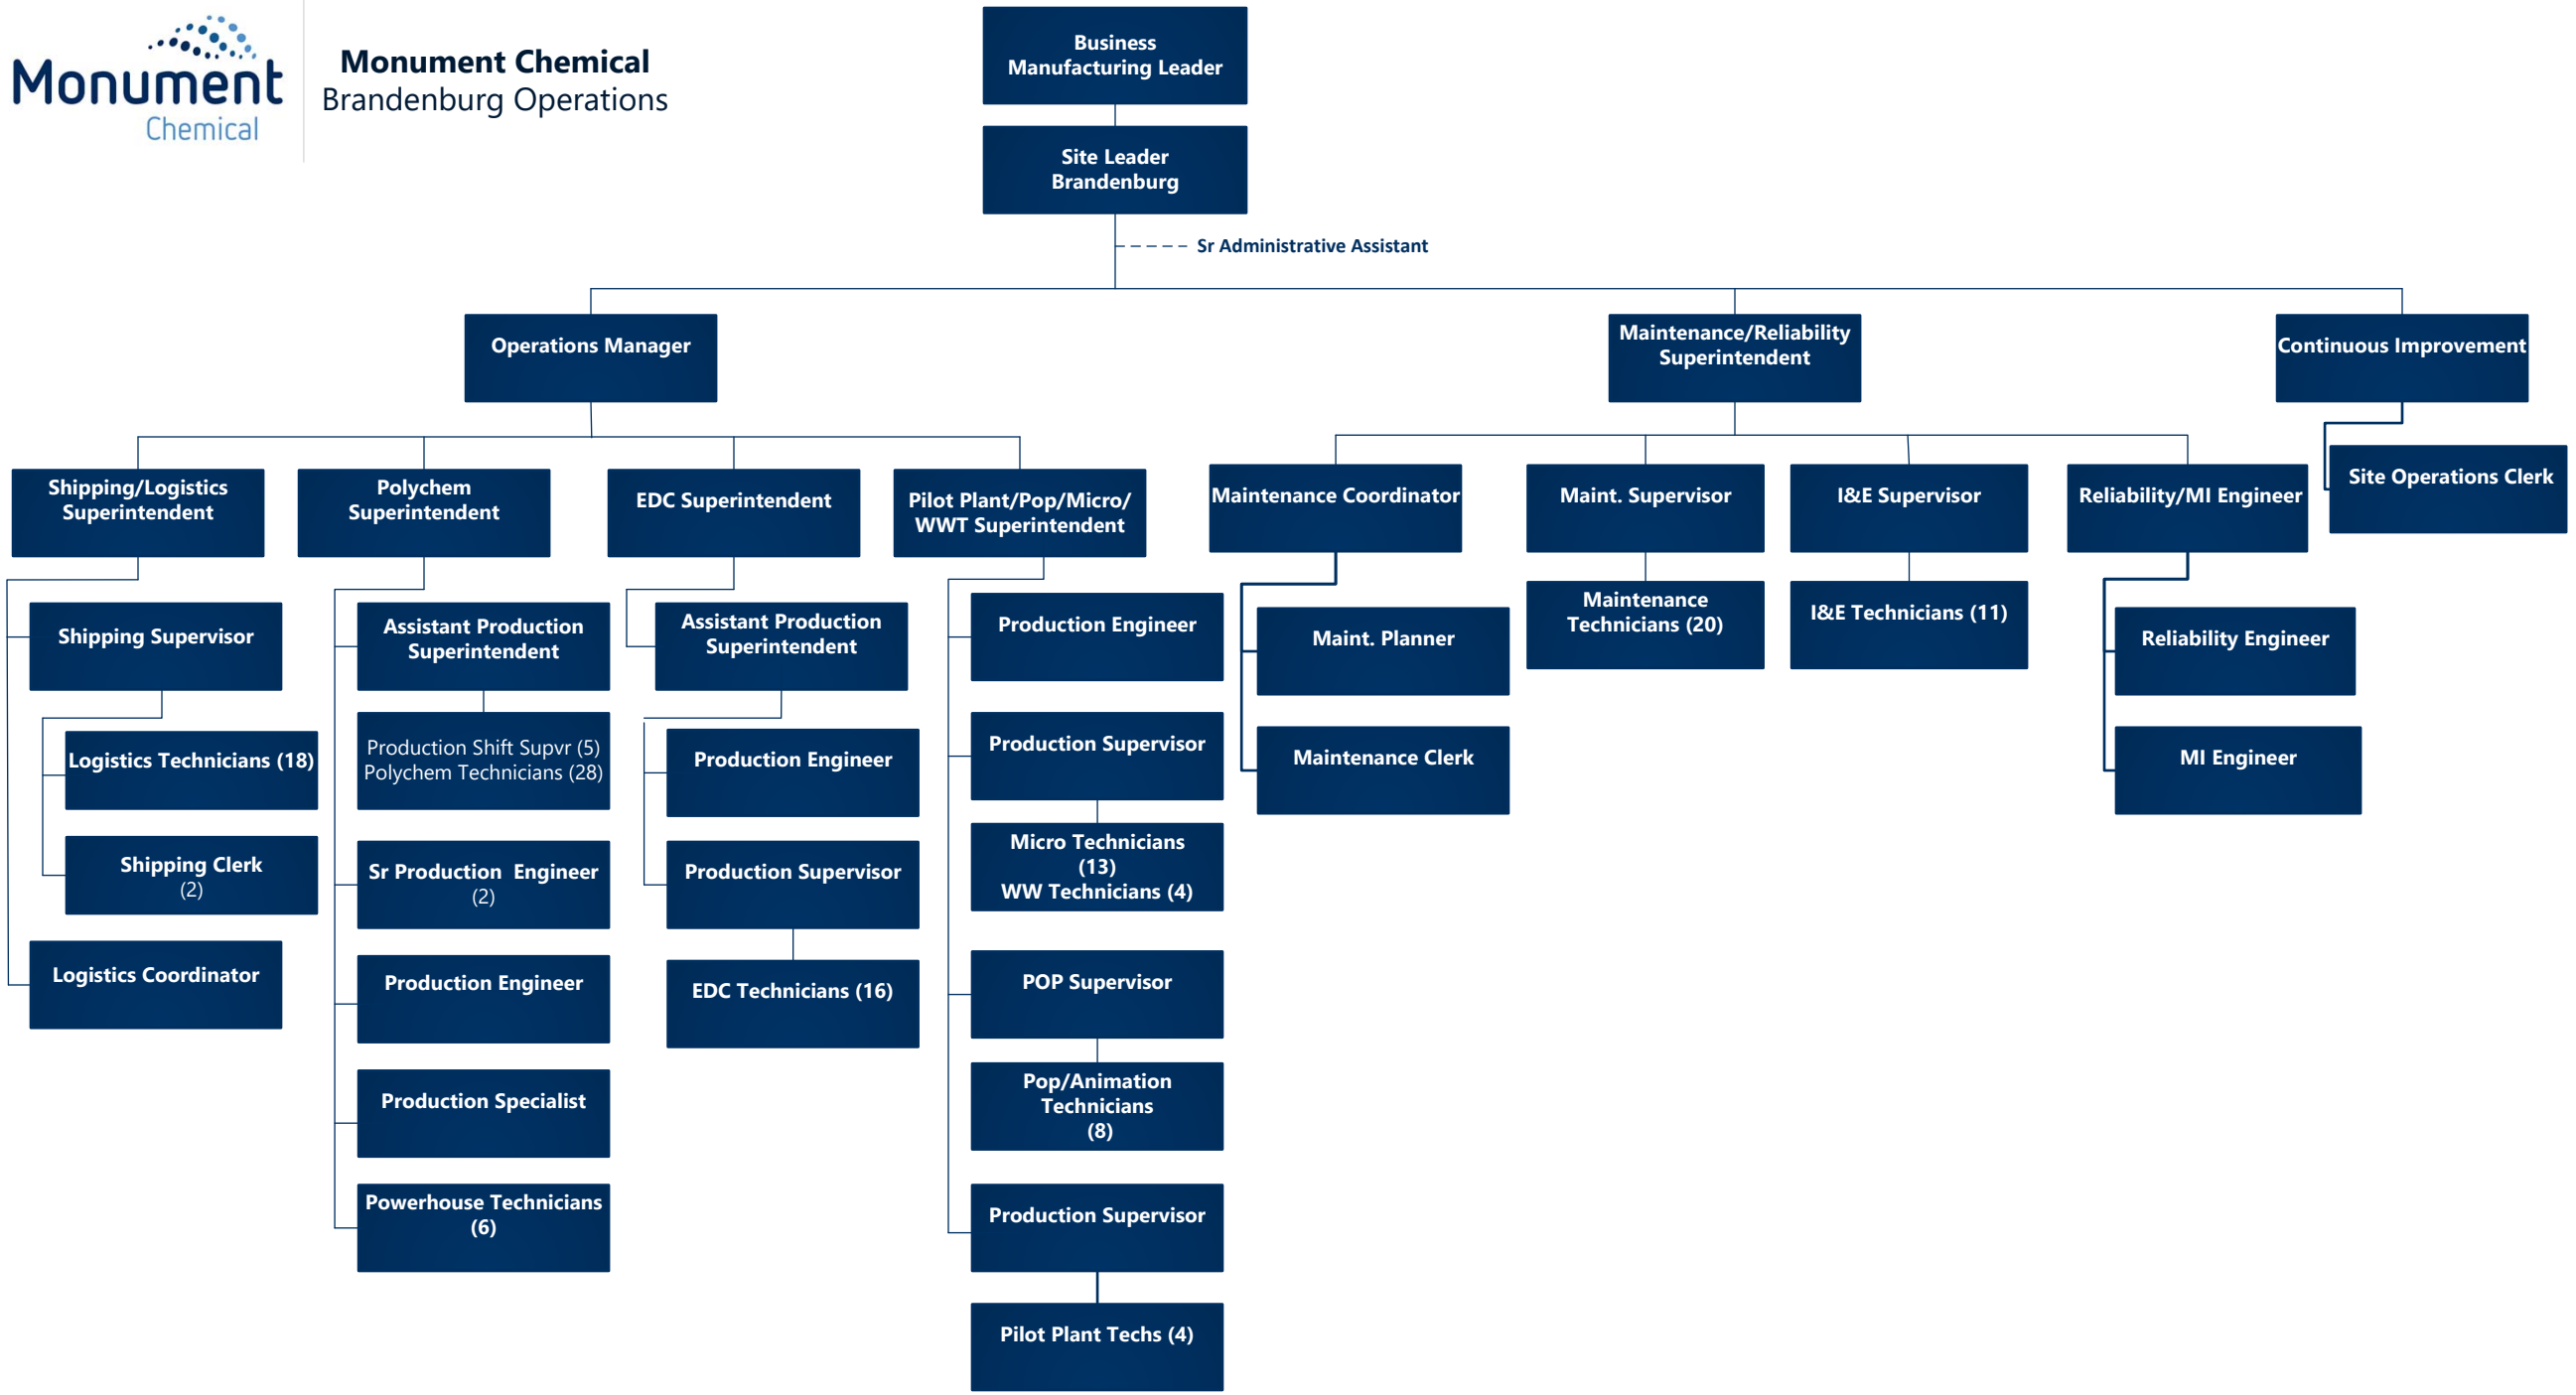 Monument
Chemical
Monument Chemical
Brandenburg Operations
Business
Manufacturing Leader
Site Leader
Brandenburg
Sr Administrative Assistant
Operations Manager
Maintenance/Reliability
Superintendent
Continuous Improvement
Shipping/Logistics
Superintendent
Polychem
Superintendent
EDC Superintendent
Pilot Plant/Pop/Micro/
WWT Superintendent
Maintenance Coordinator
Maint. Supervisor
I&E Supervisor
Reliability/MI Engineer
Site Operations Clerk
Shipping Supervisor
Logistics Technicians (18)
Shipping Clerk
(2)
Logistics Coordinator
Assistant Production
Superintendent
Production Shift Supvr (5)
Polychem Technicians (28)
Sr Production  Engineer
(2)
Production Engineer
Production Specialist
Powerhouse Technicians
(6)
Assistant Production
Superintendent
Production Engineer
Production Supervisor
EDC Technicians (16)
Production Engineer
Production Supervisor
Micro Technicians
(13)
WW Technicians (4)
POP Supervisor
Pop/Animation
Technicians
(8)
Production Supervisor
Pilot Plant Techs (4)
Maint. Planner
Maintenance Clerk
Maintenance
Technicians (20)
I&E Technicians (11)
Reliability Engineer
MI Engineer